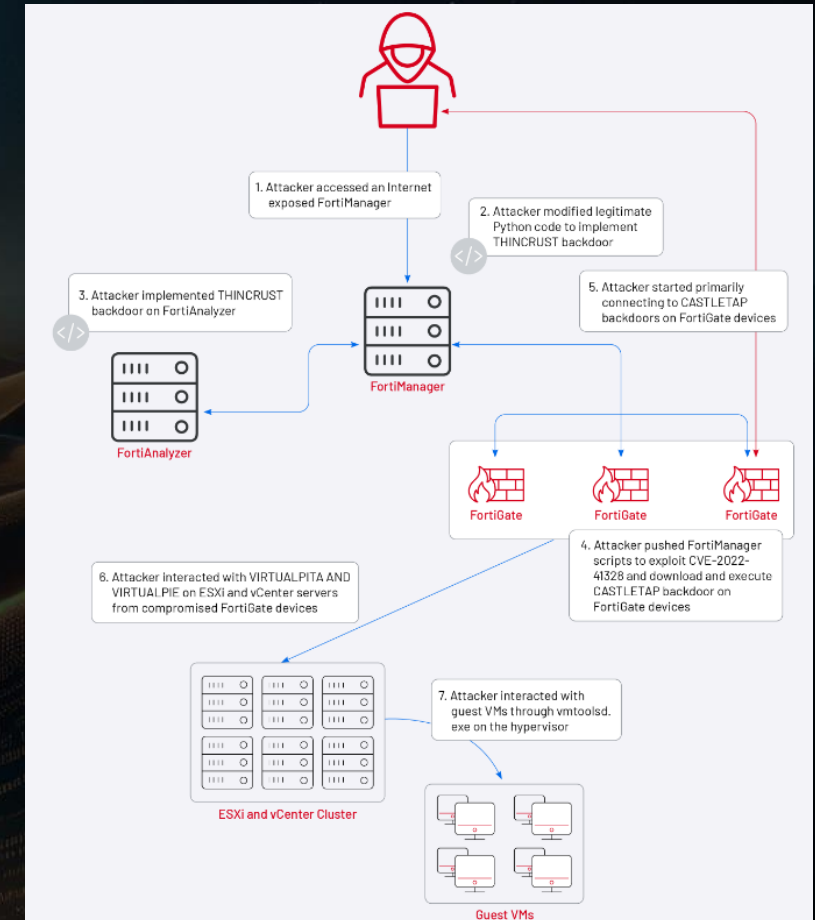 1. Attacker accessed an Internet
exposed FortiManager
2. Attacker modified legitimate
Python code to implement
THINCRUST backdoor
</>
3. Attacker implemented THINCRUST
backdoor on FortiAnalyzer
</>
5. Attacker started primarily
connecting to CASTLETAP
backdoors on FortiGate devices
FortiManager
FortiAnalyzer
FortiGate
FortiGate
FortiGate
4. Attacker pushed FortiManager
scripts to exploit CVE-2022-
41328 and download and execute
CASTLETAP backdoor on
FortiGate devices
6. Attacker interacted with VIRTUALPITA AND
VIRTUALPIE on ESXi and vCenter servers
from compromised FortiGate devices
7. Attacker interacted with
guest VMs through vmtoolsd.
exe on the hypervisor
ESXi and vCenter Cluster
Guest VMs